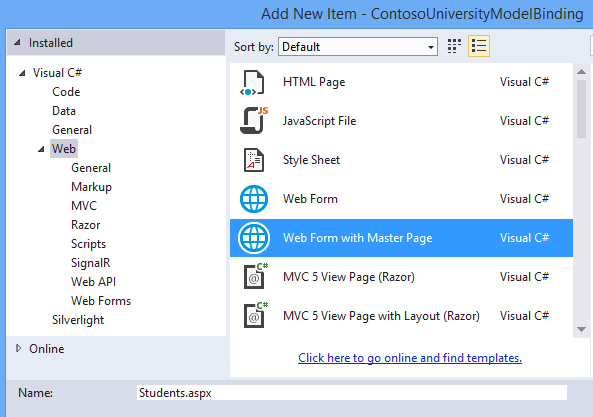 Add New Item - ContosoUniversityModelBinding
Installed
Sort by: Default
Visual C#
Code
Data
General
Web
General
Markup
MVC
Razor
Scripts
SignalR
Web API
Web Forms
Silverlight
Online
HTML Page Visual C#
JS
JavaScript File Visual C#
Style Sheet Visual C#
Web Form Visual C#
Web Form with Master Page Visual C#
C#
@
MVC 5 View Page (Razor) Visual C#
C#
@
MVC 5 View Page with Layout (Razor) Visual C#
Click here to go online and find templates.
Name: Students.aspx